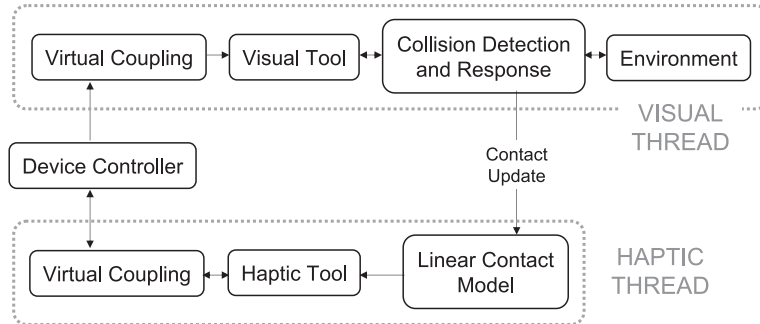 Virtual Coupling
Visual Tool
Collision Detection
and Response
Environment
VISUAL
THREAD
Device Controller
Contact
Update
Virtual Coupling
Haptic Tool
Linear Contact
Model
HAPTIC
THREAD